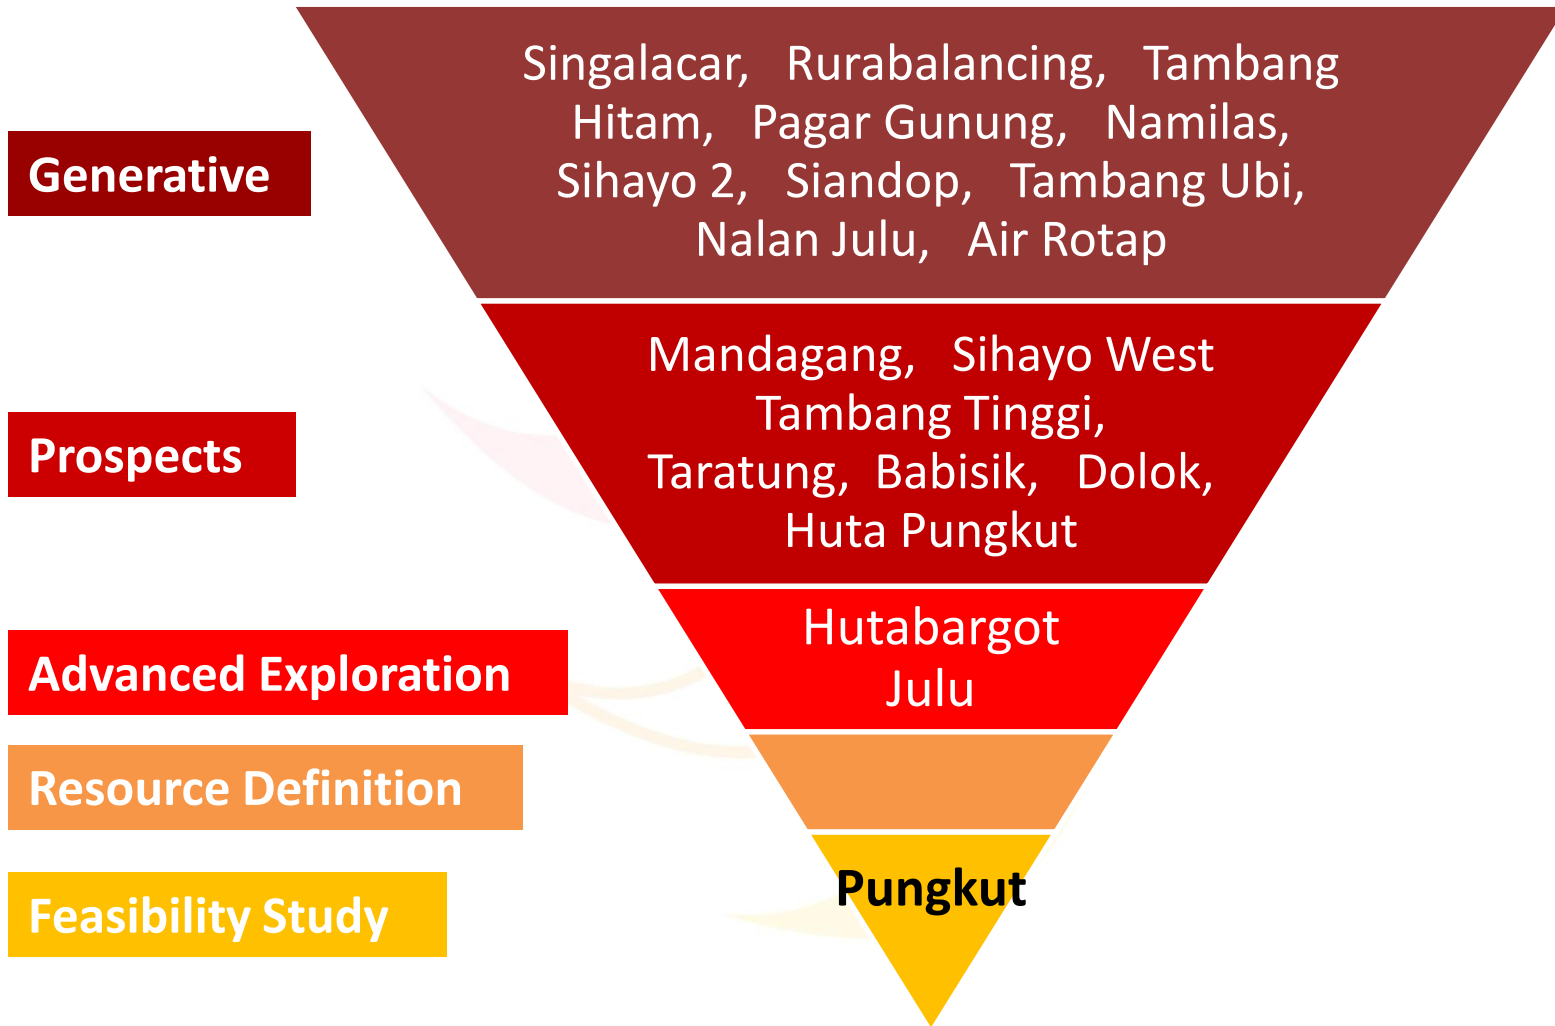 Singalacar, Rurabalancing, Tambang
Hitam, Pagar Gunung, Namilas,
Sihayo 2, Siandop, Tambang Ubi,
Nalan Julu, Air Rotap
Generative
Mandagang, Sihayo West
Tambang Tinggi,
Taratung, Babisik, Dolok,
Huta Pungkut
Prospects
Hutabargot
Julu
Advanced Exploration
Resource Definition
Pungkut
Feasibility Study